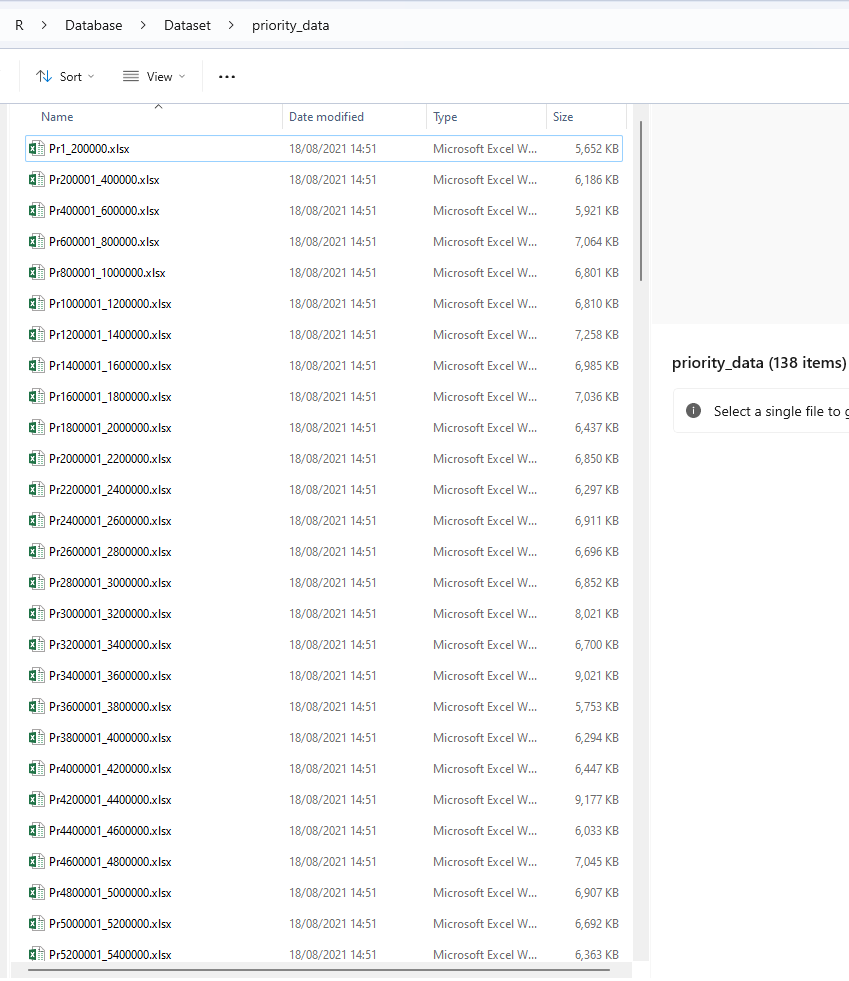 R > Database > Dataset > priority_data
Sort View ...
Name Date modified Type Size
Pr1_200000.xlsx 18/08/2021 14:51 Microsoft Excel W... 5,652 KB
Pr200001_400000.xlsx 18/08/2021 14:51 Microsoft Excel W... 6,186 KB
Pr400001_600000.xlsx 18/08/2021 14:51 Microsoft Excel W... 5,921 KB
Pr600001_800000.xlsx 18/08/2021 14:51 Microsoft Excel W... 7,064 KB
Pr800001_1000000.xlsx 18/08/2021 14:51 Microsoft Excel W... 6,801 KB
Pr1000001_1200000.xlsx 18/08/2021 14:51 Microsoft Excel W... 6,810 KB
Pr1200001_1400000.xlsx 18/08/2021 14:51 Microsoft Excel W... 7,258 KB
Pr1400001_1600000.xlsx 18/08/2021 14:51 Microsoft Excel W... 6,985 KB
priority_data (138 items)
Pr1600001_1800000.xlsx 18/08/2021 14:51 Microsoft Excel W... 7,036 KB
Select a single file to g
Pr1800001_2000000.xlsx 18/08/2021 14:51 Microsoft Excel W... 6,437 KB
Pr2000001_2200000.xlsx 18/08/2021 14:51 Microsoft Excel W... 6,850 KB
Pr2200001_2400000.xlsx 18/08/2021 14:51 Microsoft Excel W... 6,297 KB
Pr2400001_2600000.xlsx 18/08/2021 14:51 Microsoft Excel W... 6,911 KB
Pr2600001_2800000.xlsx 18/08/2021 14:51 Microsoft Excel W... 6,696 KB
Pr2800001_3000000.xlsx 18/08/2021 14:51 Microsoft Excel W... 6,852 KB
Pr3000001_3200000.xlsx 18/08/2021 14:51 Microsoft Excel W... 8,021 KB
Pr3200001_3400000.xlsx 18/08/2021 14:51 Microsoft Excel W... 6,700 KB
Pr3400001_3600000.xlsx 18/08/2021 14:51 Microsoft Excel W... 9,021 KB
Pr3600001_3800000.xlsx 18/08/2021 14:51 Microsoft Excel W... 5,753 KB
Pr3800001_4000000.xlsx 18/08/2021 14:51 Microsoft Excel W... 6,294 KB
Pr4000001_4200000.xlsx 18/08/2021 14:51 Microsoft Excel W... 6,447 KB
Pr4200001_4400000.xlsx 18/08/2021 14:51 Microsoft Excel W... 9,177 KB
Pr4400001_4600000.xlsx 18/08/2021 14:51 Microsoft Excel W... 6,033 KB
Pr4600001_4800000.xlsx 18/08/2021 14:51 Microsoft Excel W... 7,045 KB
Pr4800001_5000000.xlsx 18/08/2021 14:51 Microsoft Excel W... 6,907 KB
Pr5000001_5200000.xlsx 18/08/2021 14:51 Microsoft Excel W... 6,692 KB
Pr5200001_5400000.xlsx 18/08/2021 14:51 Microsoft Excel W... 6,363 KB